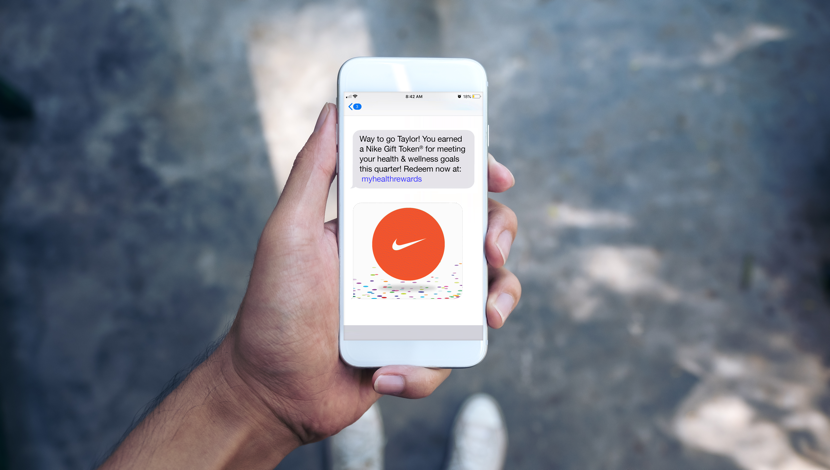 8:42 AM
18%
2
Way to go Taylor! You earned
a Nike Gift Token® for meeting
your health & wellness goals
this quarter! Redeem now at:
myhealthrewards